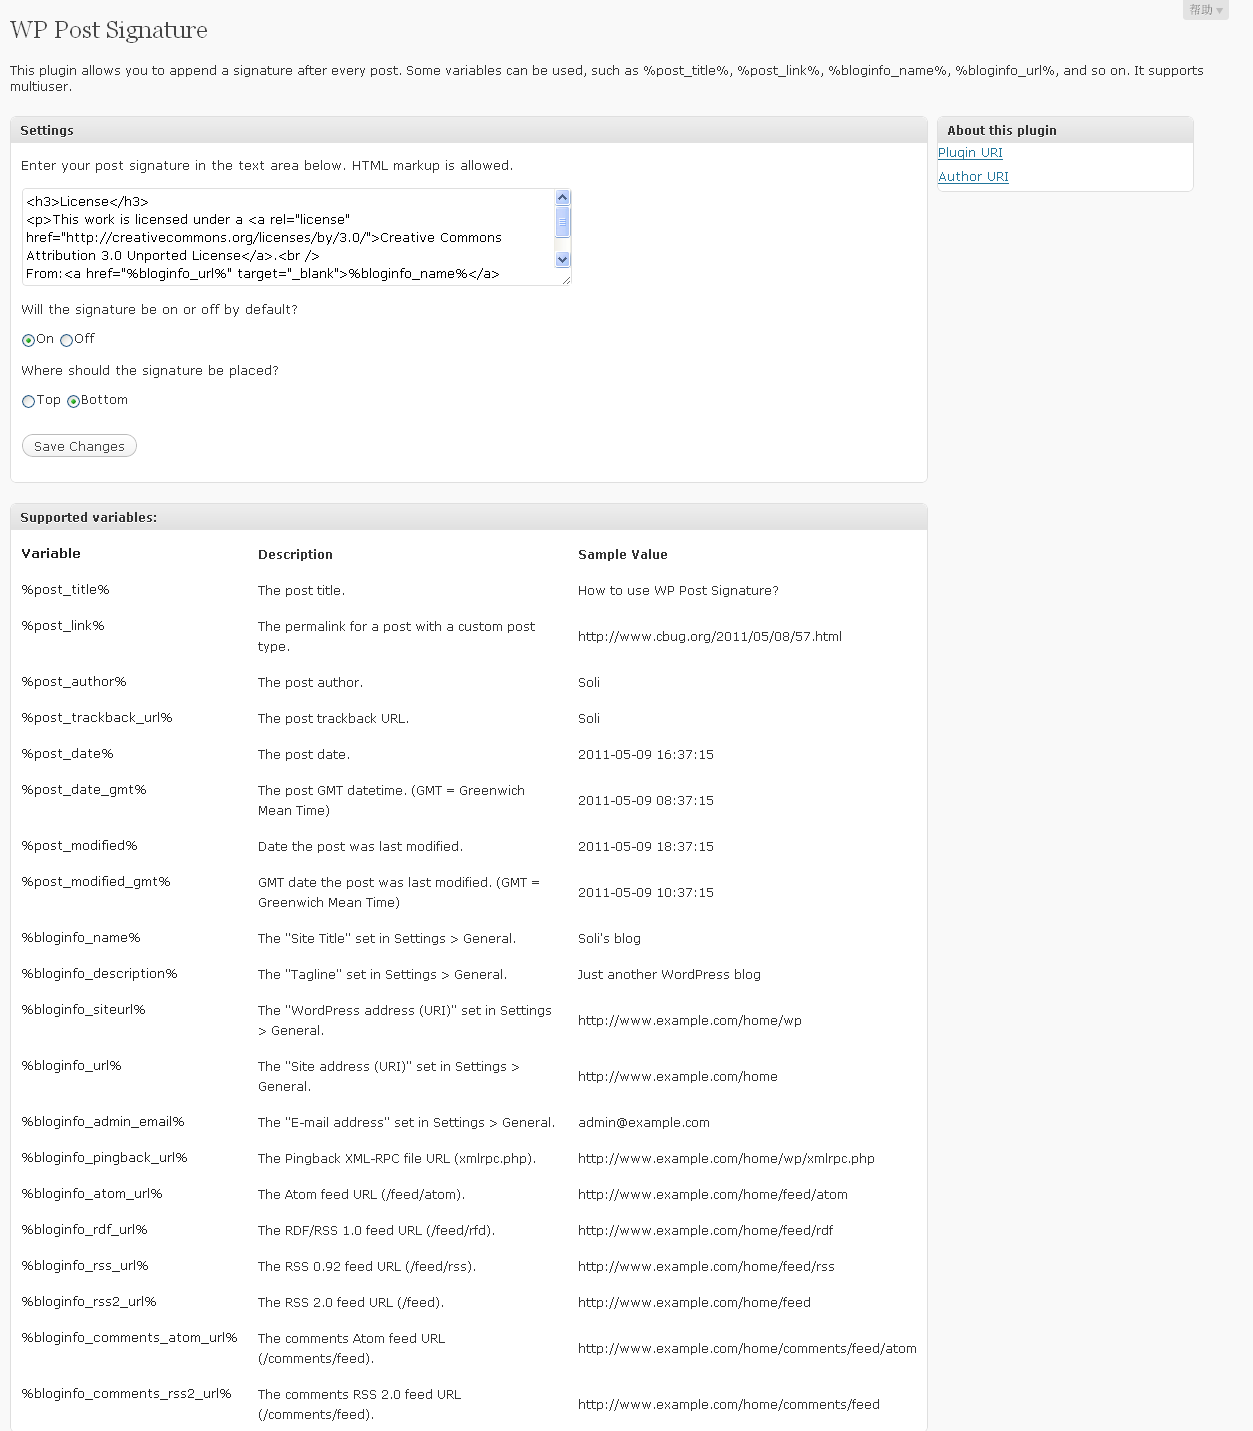 帮助
WP Post Signature
This plugin allows you to append a signature after every post. Some variables can be used, such as %post_title%, %post_link%, %bloginfo_name%, %bloginfo_url%, and so on. It supports
multiuser.
Settings
Enter your post signature in the text area below. HTML markup is allowed.
<h3>License</h3>
<p>This work is licensed under a <a rel="license"
href="http://creativecommons.org/licenses/by/3.0/">Creative Commons
Attribution 3.0 Unported License</a>.<br />
From:<a href="%bloginfo_url%" target="_blank">%bloginfo_name%</a>
Will the signature be on or off by default?
On Off
Where should the signature be placed?
Top Bottom
Save Changes
About this plugin
Plugin URI
Author URI
Supported variables:
Variable Description Sample Value
%post_title% The post title. How to use WP Post Signature?
%post_link% The permalink for a post with a custom post
type. http://www.cbug.org/2011/05/08/57.html
%post_author% The post author. Soli
%post_trackback_url% The post trackback URL. Soli
%post_date% The post date. 2011-05-09 16:37:15
%post_date_gmt% The post GMT datetime. (GMT = Greenwich
Mean Time) 2011-05-09 08:37:15
%post_modified% Date the post was last modified. 2011-05-09 18:37:15
%post_modified_gmt% GMT date the post was last modified. (GMT =
Greenwich Mean Time) 2011-05-09 10:37:15
%bloginfo_name% The "Site Title" set in Settings > General. Soli's blog
%bloginfo_description% The "Tagline" set in Settings > General. Just another WordPress blog
%bloginfo_siteurl% The "WordPress address (URI)" set in Settings
> General. http://www.example.com/home/wp
%bloginfo_url% The "Site address (URI)" set in Settings >
General. http://www.example.com/home
%bloginfo_admin_email% The "E-mail address" set in Settings > General. admin@example.com
%bloginfo_pingback_url% The Pingback XML-RPC file URL (xmlrpc.php). http://www.example.com/home/wp/xmlrpc.php
%bloginfo_atom_url% The Atom feed URL (/feed/atom). http://www.example.com/home/feed/atom
%bloginfo_rdf_url% The RDF/RSS 1.0 feed URL (/feed/rfd). http://www.example.com/home/feed/rdf
%bloginfo_rss_url% The RSS 0.92 feed URL (/feed/rss). http://www.example.com/home/feed/rss
%bloginfo_rss2_url% The RSS 2.0 feed URL (/feed). http://www.example.com/home/feed
%bloginfo_comments_atom_url% The comments Atom feed URL
(/comments/feed). http://www.example.com/home/comments/feed/atom
%bloginfo_comments_rss2_url% The comments RSS 2.0 feed URL
(/comments/feed). http://www.example.com/home/comments/feed